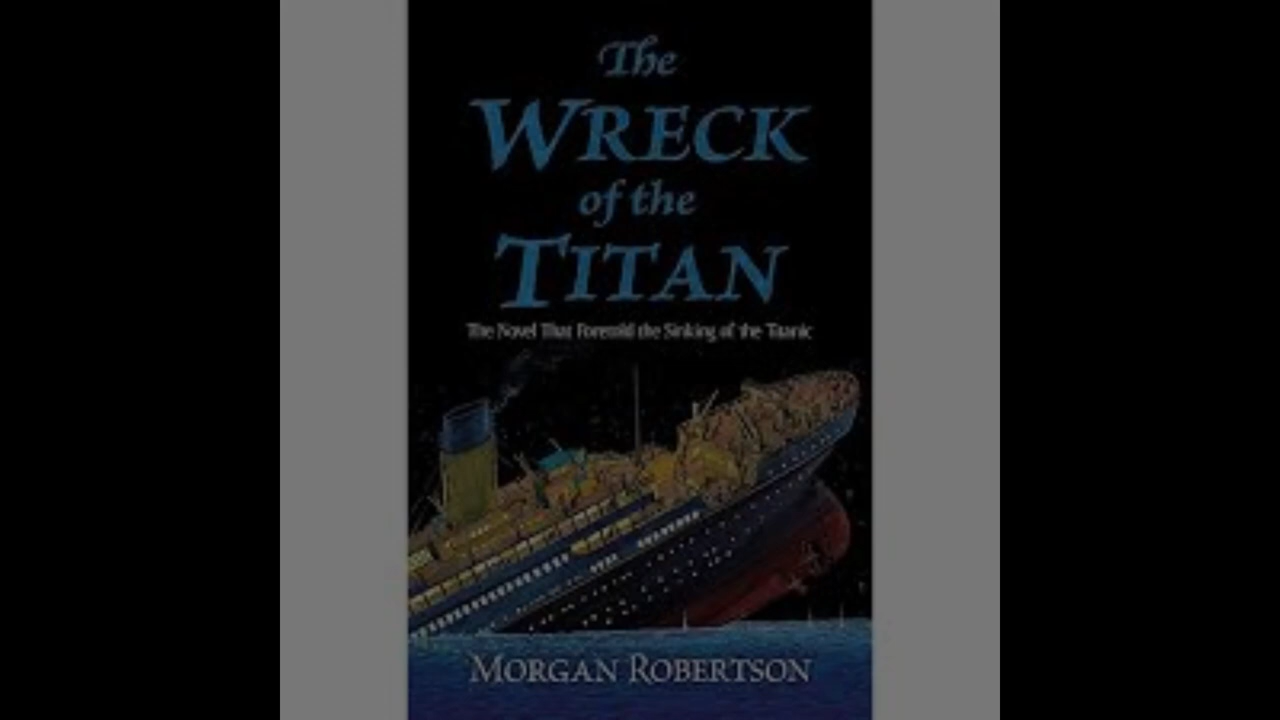 The
WRECK
of the
TITAN
The Novel That Foretold the Sinking of the Titanic
MORGAN ROBERTSON